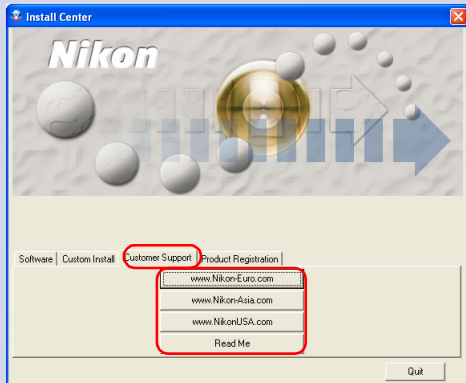 Install Center
Nikon
Software Custom Install Customer Support Product Registration
www.Nikon-Euro.com
www.Nikon-Asia.com
www.NikonUSA.com
Read Me
Quit